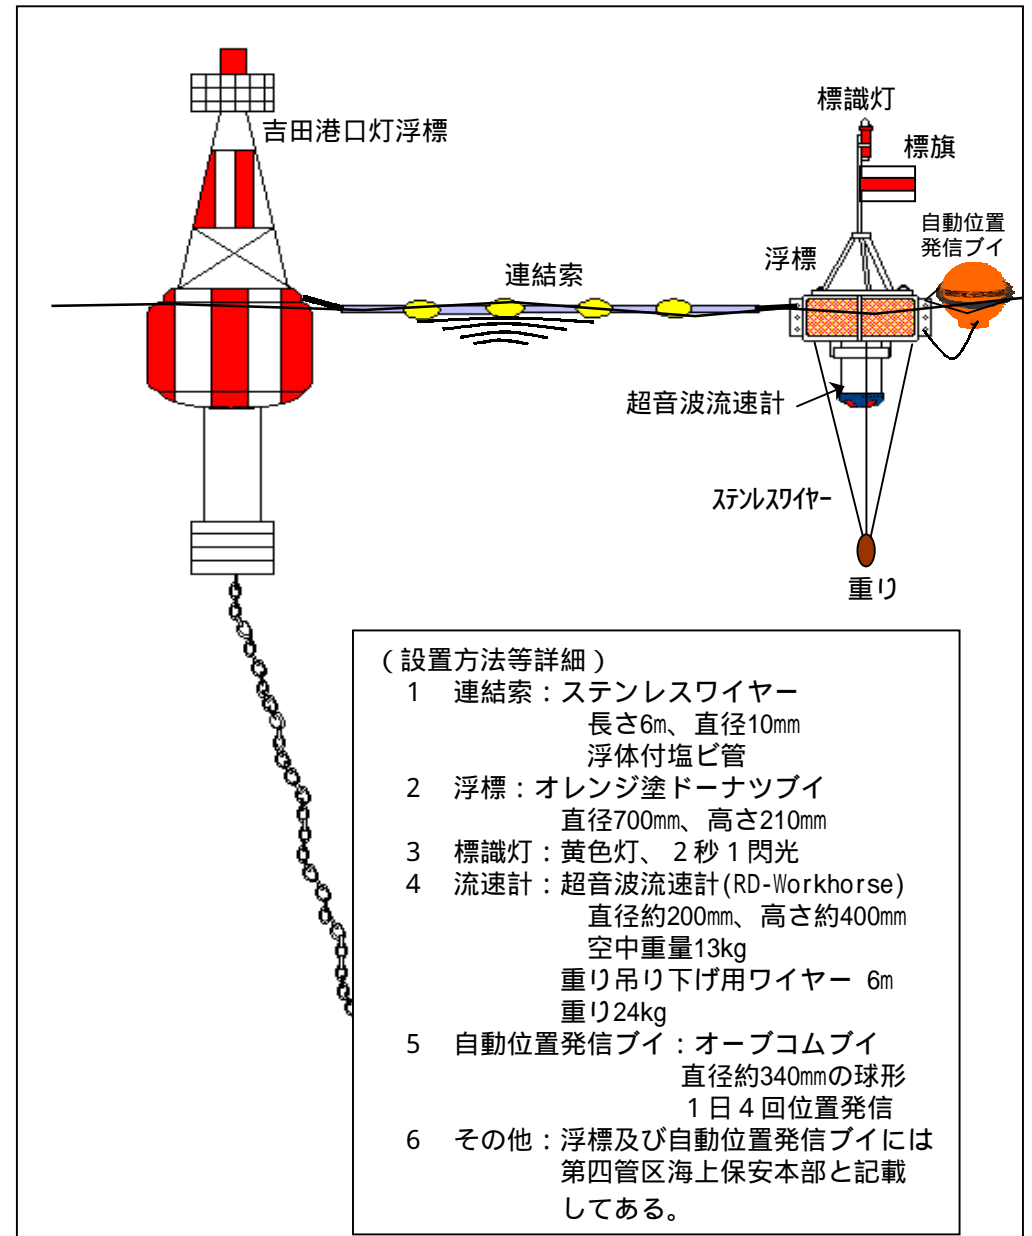 標識灯
吉田港口灯浮標
標旗
自動位置
発信ブイ
浮標
連結索
超音波流速計
ｽﾃﾝﾚｽﾜｲﾔｰ
重り
（設置方法等詳細）
1 連結索：ステンレスワイヤー
長さ6m、直径10mm
浮体付塩ビ管
2 浮標：オレンジ塗ドーナツブイ
直径700mm、高さ210mm
3 標識灯：黄色灯、２秒１閃光
4 流速計：超音波流速計(RD-Workhorse)
直径約200mm、高さ約400mm
空中重量13kg
重り吊り下げ用ワイヤー 6m
重り24kg
5 自動位置発信ブイ：オーブコムブイ
直径約340mmの球形
１日４回位置発信
6 その他：浮標及び自動位置発信ブイには
第四管区海上保安本部と記載
してある。